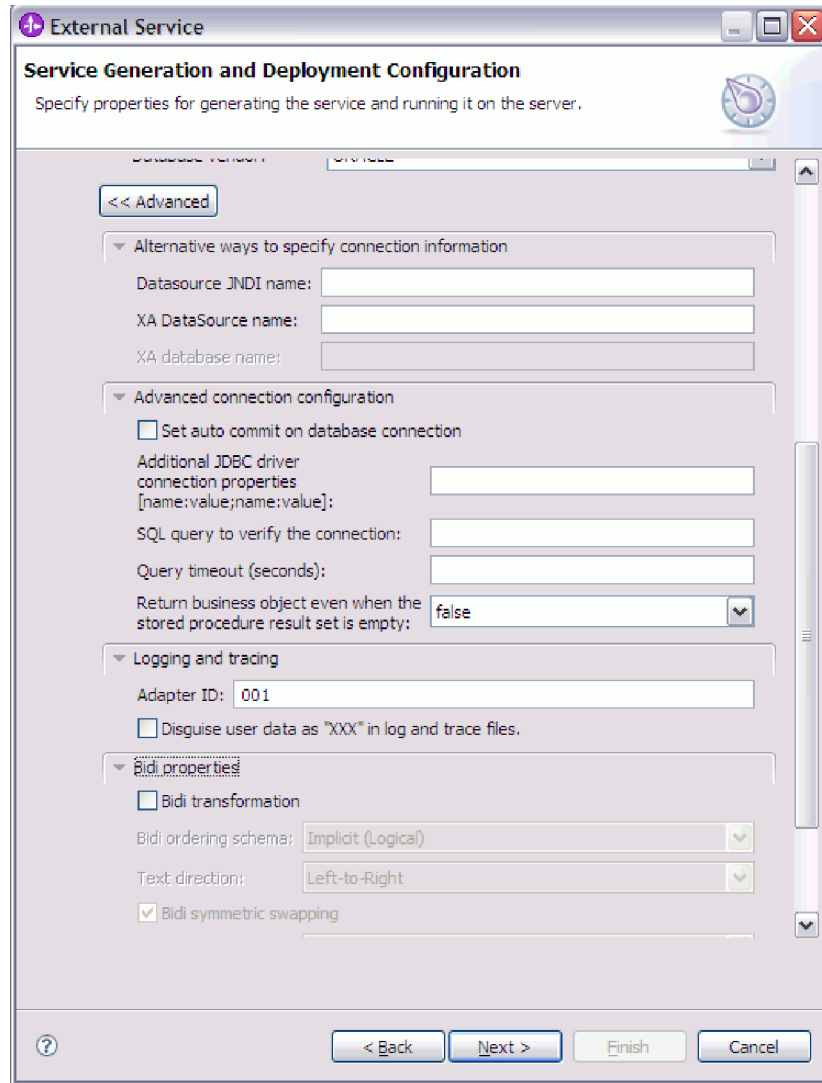 External Service
Service Generation and Deployment Configuration
Specify properties for generating the service and running it on the server.
Database vendor: ORACLE
<< Advanced
Alternative ways to specify connection information
Datasource JNDI name:
XA DataSource name:
XA database name:
Advanced connection configuration
Set auto commit on database connection
Additional JDBC driver
connection properties
[name:value;name:value]:
SQL query to verify the connection:
Query timeout (seconds):
Return business object even when the
stored procedure result set is empty: false
Logging and tracing
Adapter ID: 001
Disguise user data as "XXX" in log and trace files.
Bidi properties
Bidi transformation
Bidi ordering schema: Implicit (Logical)
Text direction: Left-to-Right
Bidi symmetric swapping
? < Back Next > Finish Cancel